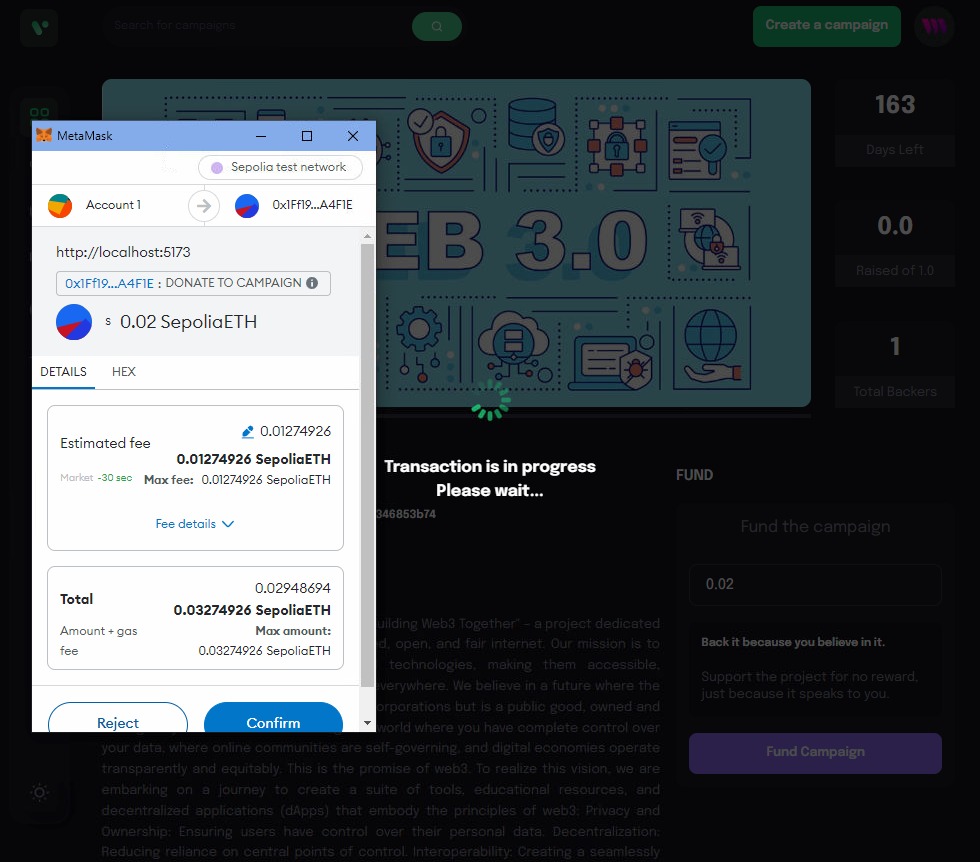 Search for campaigns
Create a campaign
MetaMask
Sepolia test network
Account 1
0x1Ff19...A4F1E
http://localhost:5173
0x1Ff19...A4F1E : DONATE TO CAMPAIGN
s 0.02 SepoliaETH
DETAILS HEX
0.01274926
Estimated fee
0.01274926 SepoliaETH
Market ~30 sec Max fee: 0.01274926 SepoliaETH
Fee details
0.02948694
Total
0.03274926 SepoliaETH
Amount + gas
fee
Max amount:
0.03274926 SepoliaETH
Reject Confirm
EB 3.0
163
Days Left
0.0
Raised of 1.0
1
Total Backers
Transaction is in progress
Please wait...
346853b74
FUND
Fund the campaign
0.02
Back it because you believe in it.
Support the project for no reward,
just because it speaks to you.
Fund Campaign
uilding Web3 Together" – a project dedicated
d, open, and fair internet. Our mission is to
technologies, making them accessible,
everywhere. We believe in a future where the
orporations but is a public good, owned and
world where you have complete control over
your data, where online communities are self-governing, and digital economies operate
transparently and equitably. This is the promise of web3. To realize this vision, we are
embarking on a journey to create a suite of tools, educational resources, and
decentralized applications (dApps) that embody the principles of web3: Privacy and
Ownership: Ensuring users have control over their personal data. Decentralization:
Reducing reliance on central points of control. Interoperability: Creating a seamlessly